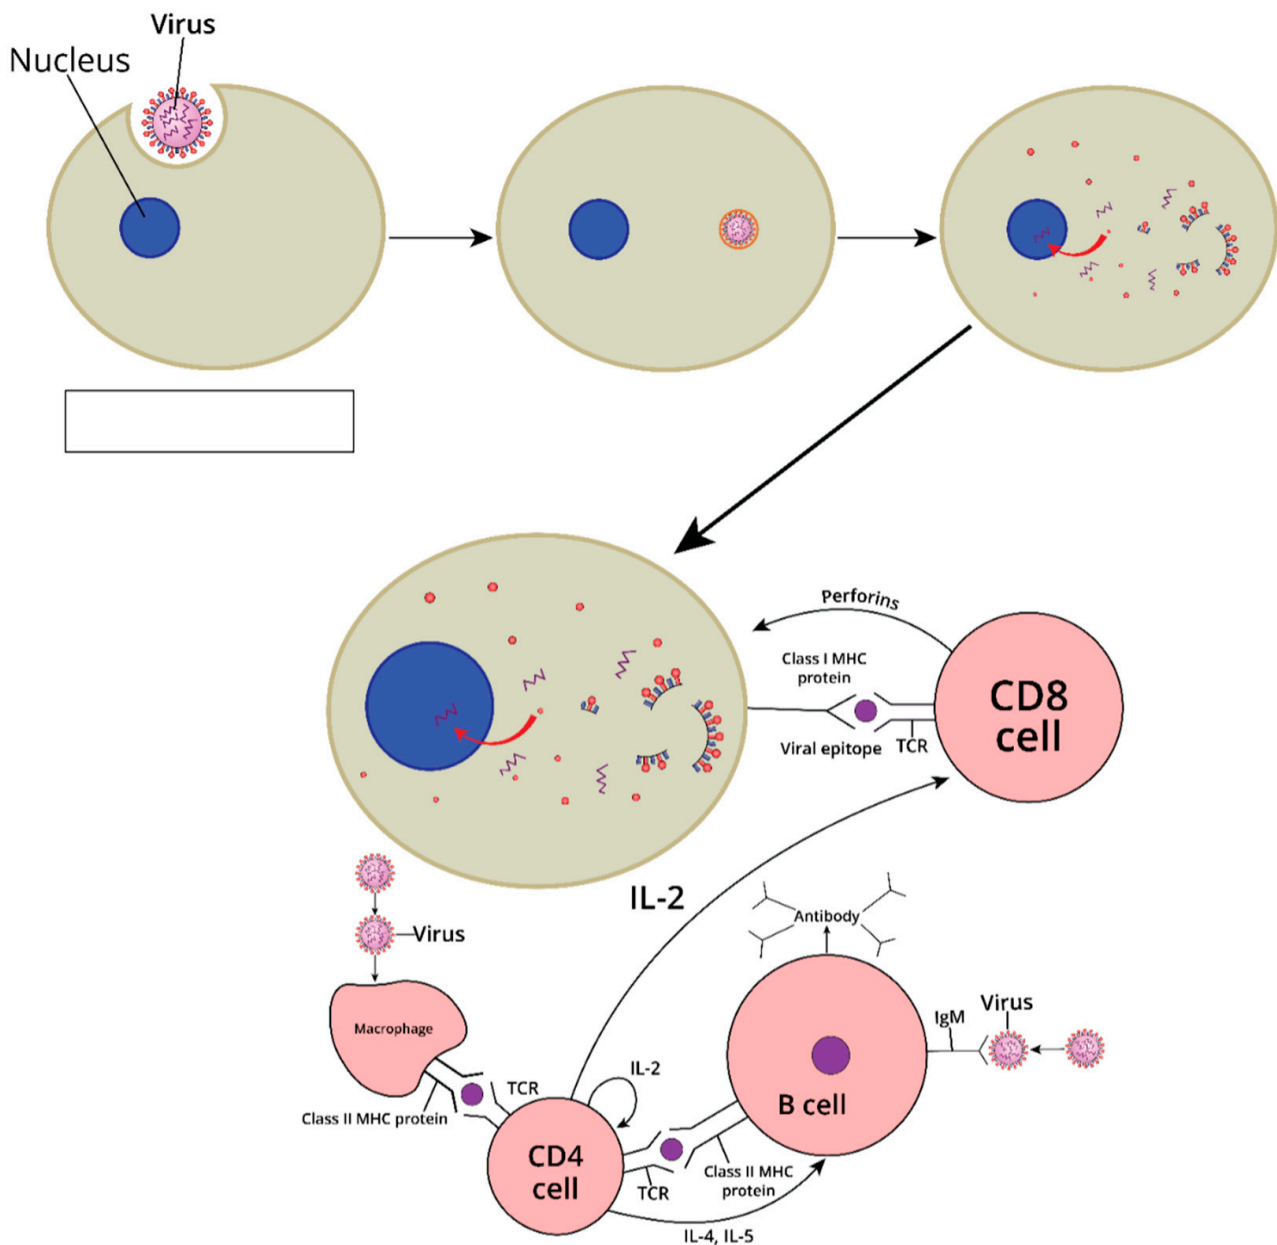 Virus
Nucleus
Perforins
Class I MHC
protein
CD8
cell
Viral epitope
TCR
IL-2
Antibody
Virus
Macrophage
IgM
Virus
IL-2
TCR
Class II MHC protein
B cell
CD4
cell
Class II MHC
protein
TCR
IL-4, IL-5